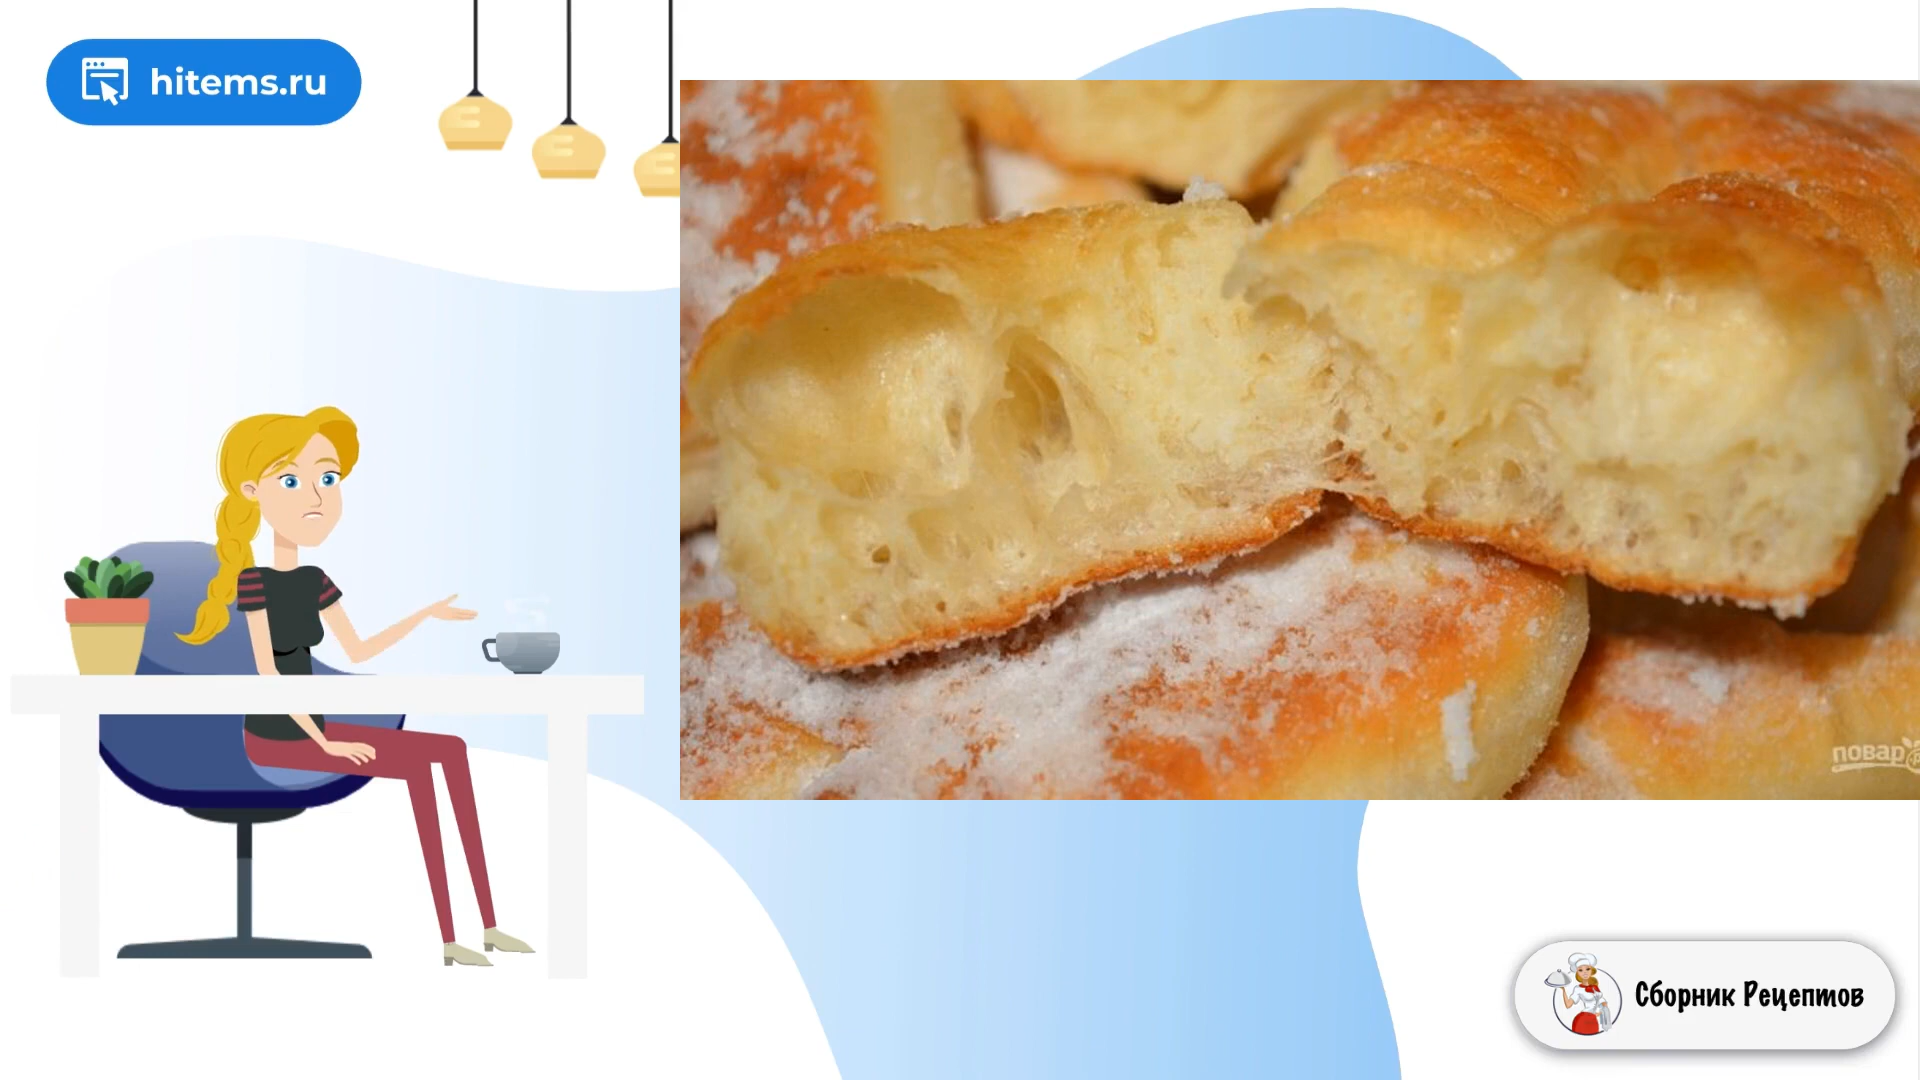 hitems.ru
повар
Сборник Рецептов